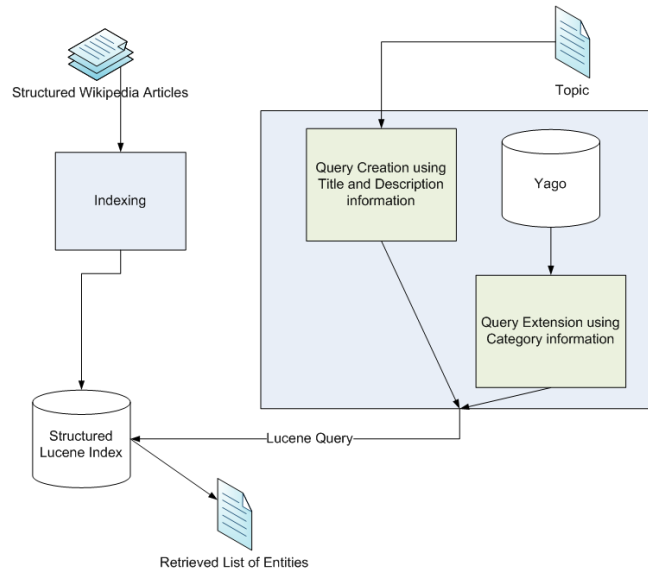 Structured Wikipedia Articles
Topic
Query Creation using
Title and Description
information
Yago
Indexing
Query Extension using
Category information
Structured
Lucene Index
Lucene Query
Retrieved List of Entities